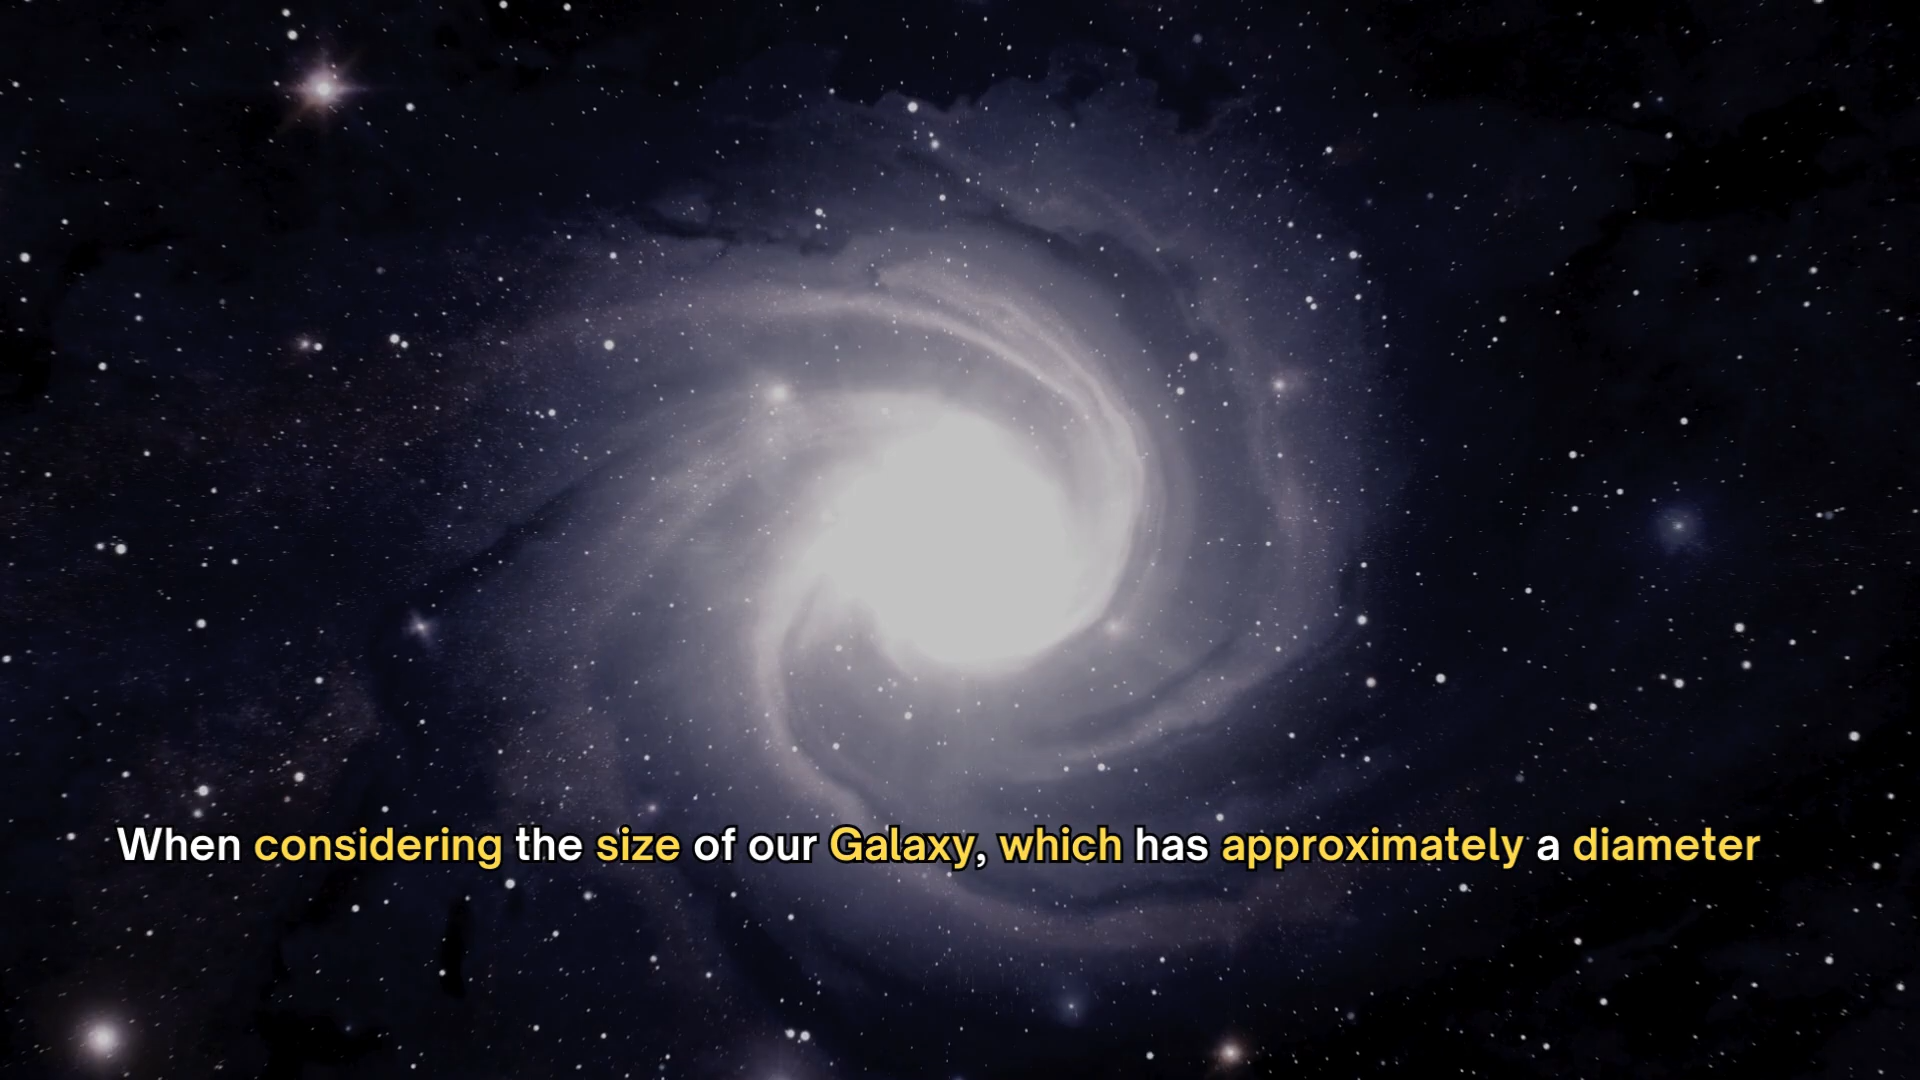 When considering the size of our Galaxy, which has approximately a diameter